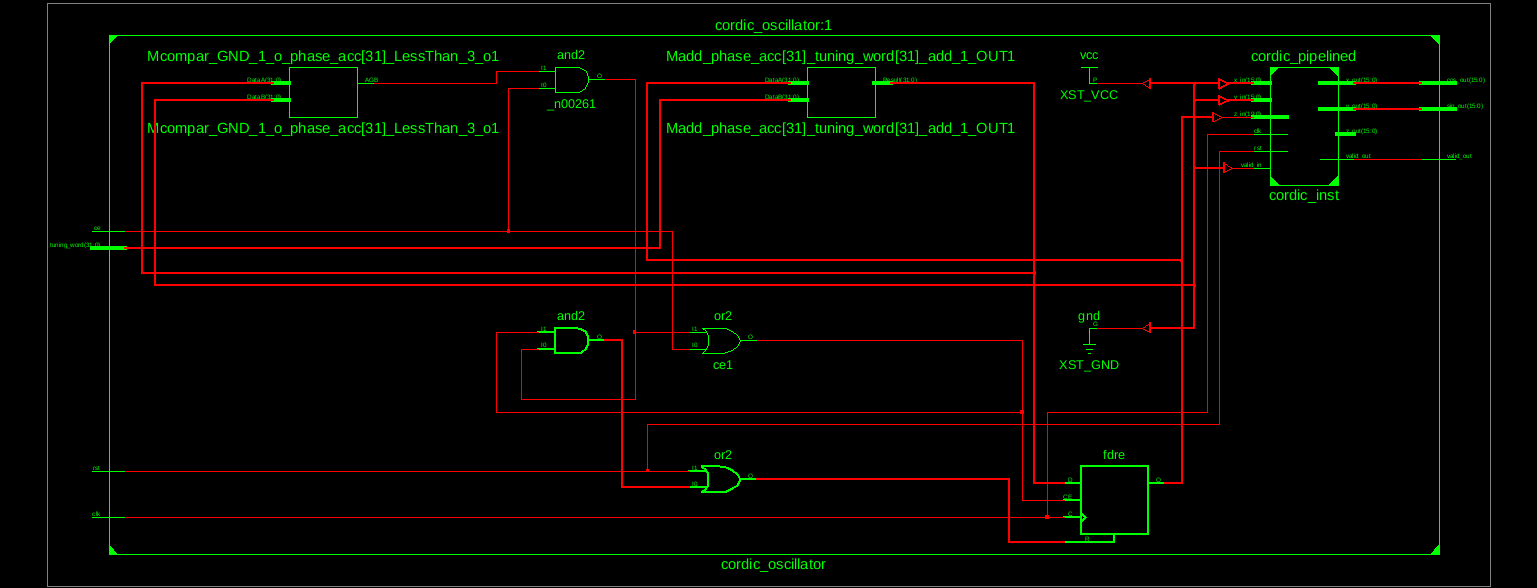 cordic_oscillator:1
Mcompar_GND_1_o_phase_acc[31]_LessThan_3_o1
and2
Madd_phase_acc[31]_tuning_word[31]_add_1_OUT1
vcc
cordic_pipelined
DataA(31:0)
DataB(31:0)
AGB
I1
I0
O
_n00261
DataA(31:0)
DataB(31:0)
Result(31:0)
P
XST_VCC
x_in(15:0)
y_in(15:0)
z_in(15:0)
clk
rst
valid_in
x_out(15:0)
y_out(15:0)
z_out(15:0)
valid_out
cos_out(15:0)
sin_out(15:0)
valid_out
Mcompar_GND_1_o_phase_acc[31]_LessThan_3_o1
Madd_phase_acc[31]_tuning_word[31]_add_1_OUT1
cordic_inst
ce
tuning_word(31:0)
and2
I1
I0
O
or2
I1
I0
O
ce1
gnd
G
XST_GND
or2
I1
I0
O
fdre
D
CE
C
R
Q
rst
clk
cordic_oscillator